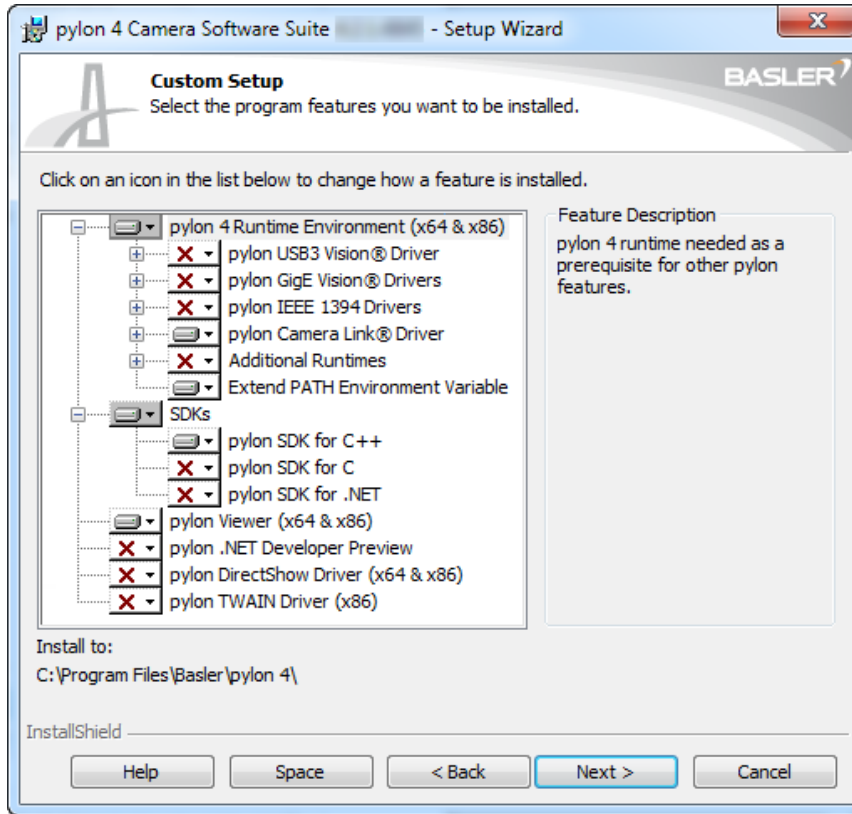 pylon 4 Camera Software Suite - Setup Wizard
Custom Setup
Select the program features you want to be installed.
BASLER
Click on an icon in the list below to change how a feature is installed.
pylon 4 Runtime Environment (x64 & x86)
pylon USB3 Vision® Driver
pylon GigE Vision® Drivers
pylon IEEE 1394 Drivers
pylon Camera Link® Driver
Additional Runtimes
Extend PATH Environment Variable
SDKs
pylon SDK for C++
pylon SDK for C
pylon SDK for .NET
pylon Viewer (x64 & x86)
pylon .NET Developer Preview
pylon DirectShow Driver (x64 & x86)
pylon TWAIN Driver (x86)
Feature Description
pylon 4 runtime needed as a
prerequisite for other pylon
features.
Install to:
C:\Program Files\Basler\pylon 4\
InstallShield
Help Space < Back Next > Cancel